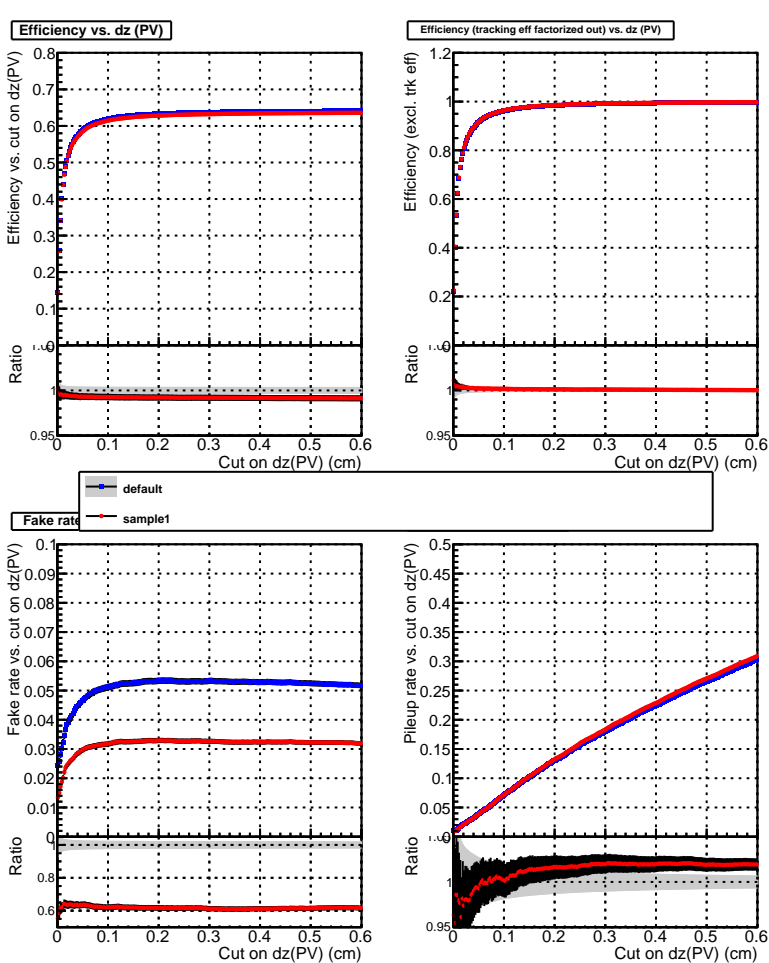 Efficiency vs. dz (PV)
Efficiency vs. cut on dz(PV)
0.8
0.7
0.6
0.5
0.4
0.3
0.2
0.1
0
Ratio
1
0.95
0 0.1 0.2 0.3 0.4 0.5 0.6
Cut on dz(PV) (cm)
Efficiency (tracking eff factorized out) vs. dz (PV)
Efficiency (excl. trk eff)
1.2
1
0.8
0.6
0.4
0.2
0
Ratio
1
0.95
0 0.1 0.2 0.3 0.4 0.5 0.6
Cut on dz(PV) (cm)
default
sample1
Fake rate
Fake rate vs. cut on dz(PV)
0.1
0.09
0.08
0.07
0.06
0.05
0.04
0.03
0.02
0.01
0
Ratio
1
0.8
0.6
0 0.1 0.2 0.3 0.4 0.5 0.6
Cut on dz(PV) (cm)
Pileup rate vs. cut on dz(PV)
0.5
0.45
0.4
0.35
0.3
0.25
0.2
0.15
0.1
0.05
0
Ratio
1
0.95
0 0.1 0.2 0.3 0.4 0.5 0.6
Cut on dz(PV) (cm)